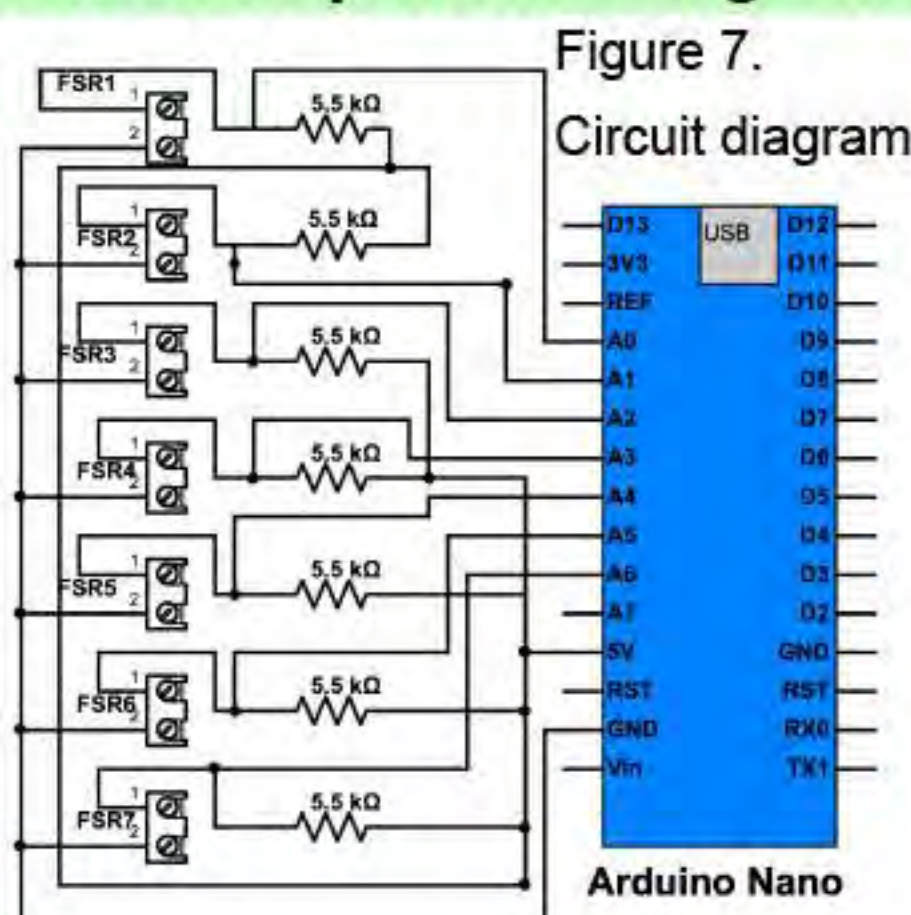 Figure 7.
Circuit diagram
FSR1
1
2
5.5 kΩ
FSR2
1
2
5.5 kΩ
FSR3
1
2
5.5 kΩ
FSR4
1
2
5.5 kΩ
FSR5
1
2
5.5 kΩ
FSR6
1
2
5.5 kΩ
FSR7
1
2
5.5 kΩ
USB
D13 D12
3V3 D11
REF D10
A0 D9
A1 D8
A2 D7
A3 D6
A4 D5
A5 D4
A6 D3
A7 D2
5V GND
RST RST
GND RX0
Vin TX1
Arduino Nano